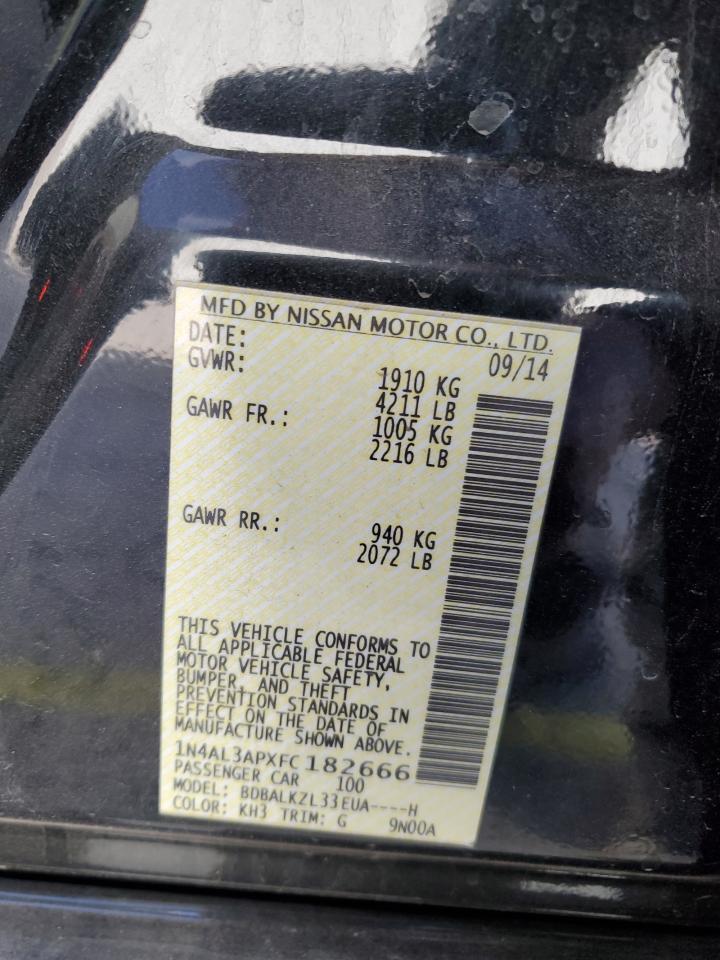 MFD BY NISSAN MOTOR CO., LTD.
DATE: 09/14
GVWR: 1910 KG
4211 LB
GAWR FR.: 1005 KG
2216 LB
GAWR RR.: 940 KG
2072 LB
THIS VEHICLE CONFORMS TO
ALL APPLICABLE FEDERAL
MOTOR VEHICLE SAFETY,
BUMPER, AND THEFT
PREVENTION STANDARDS IN
EFFECT ON THE DATE OF
MANUFACTURE SHOWN ABOVE.
1N4AL3APXFC182666
PASSENGER CAR 100
MODEL: BDBALKZL33EUA----H
COLOR: KH3 TRIM: G 9N00A